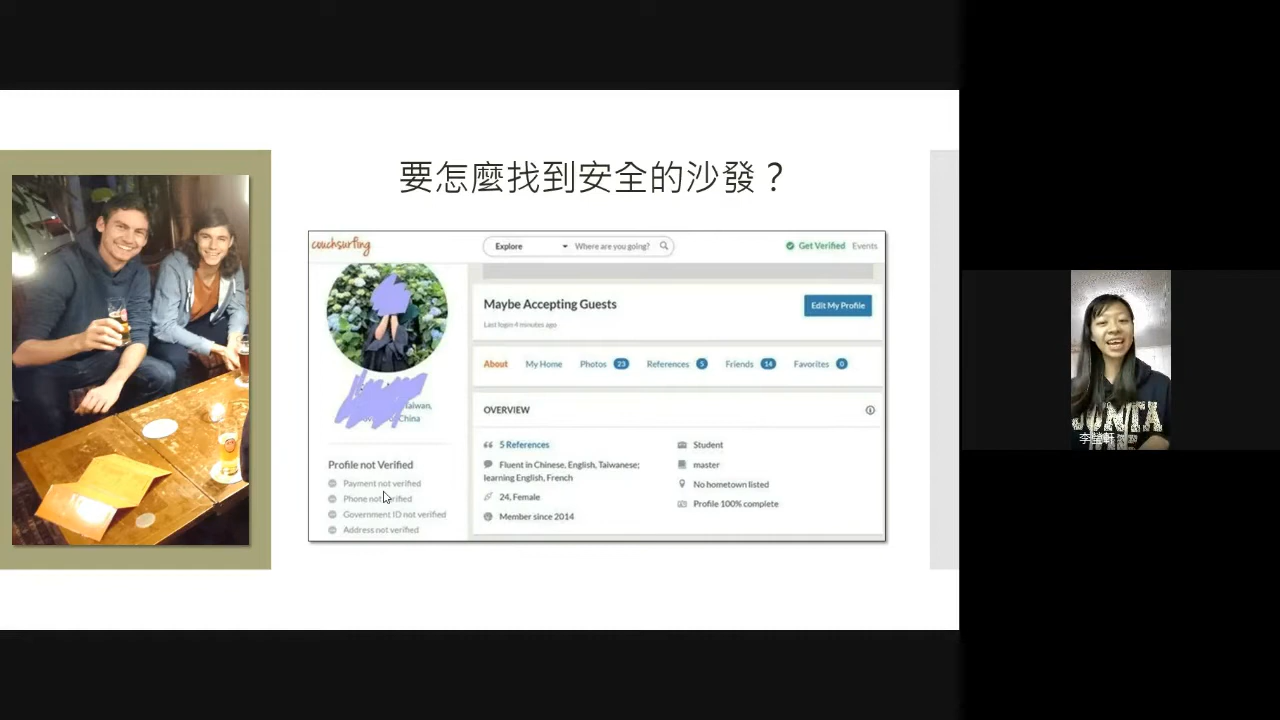 要怎麼找到安全的沙發？
couchsurfing
Explore
Where are you going?
Get Verified
Events
Maybe Accepting Guests
Edit My Profile
Last login 4 minutes ago
About
My Home
Photos 23
References 5
Friends 14
Favorites 0
Taiwan,
China
OVERVIEW
5 References
Student
Fluent in Chinese, English, Taiwanese;
learning English, French
master
No hometown listed
24, Female
Profile 100% complete
Member since 2014
Profile not Verified
Payment not verified
Phone not verified
Government ID not verified
Address not verified